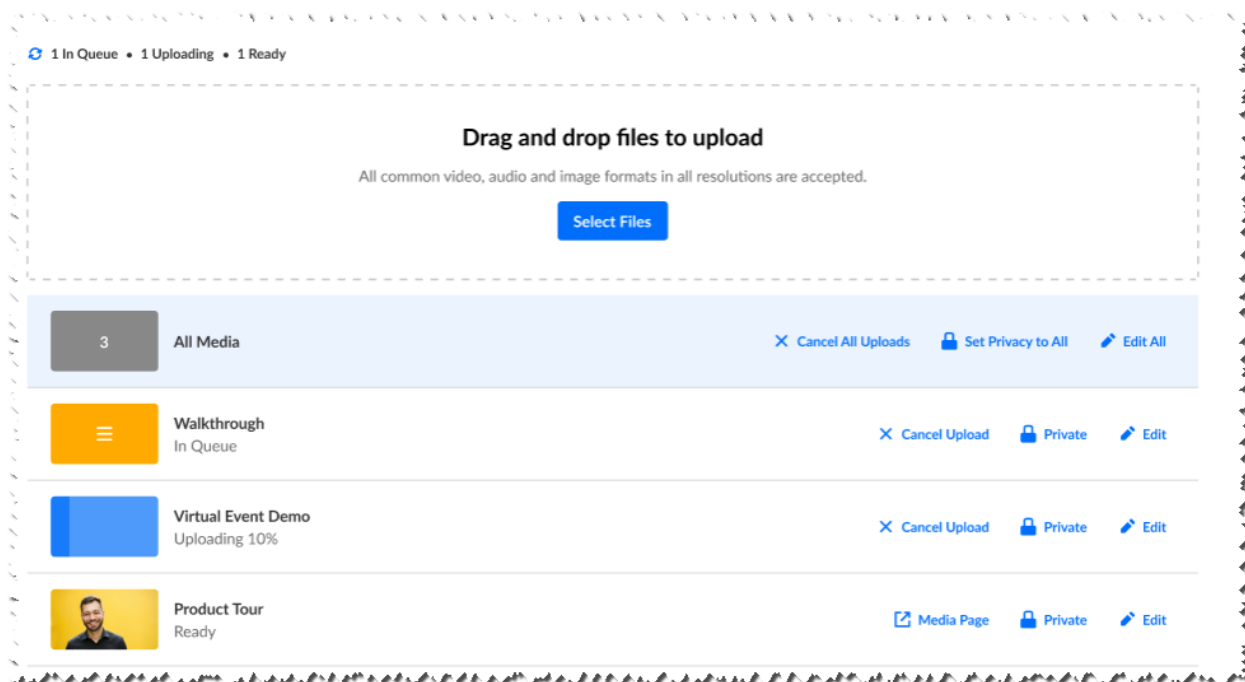 1 In Queue • 1 Uploading • 1 Ready
Drag and drop files to upload
All common video, audio and image formats in all resolutions are accepted.
Select Files
3 All Media Cancel All Uploads Set Privacy to All Edit All
Walkthrough
In Queue
Cancel Upload Private Edit
Virtual Event Demo
Uploading 10%
Cancel Upload Private Edit
Product Tour
Ready
Media Page Private Edit